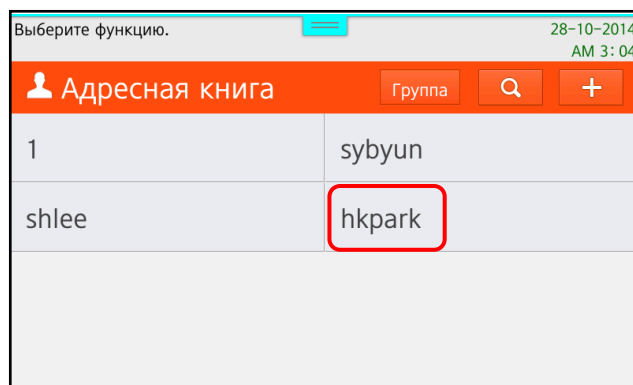 Выберите функцию.
28-10-2014
AM 3:04
Адресная книга
Группа
1
sybyun
shlee
hkpark